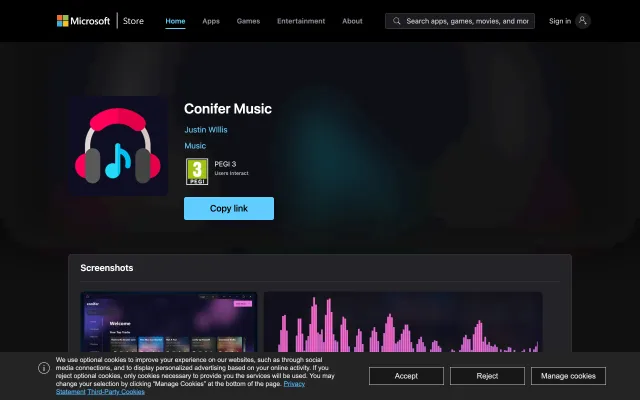 Microsoft Store Home Apps Games Entertainment About Search apps, games, movies, and mor Sign in
Conifer Music
Justin Willis
Music
3
PEGI
PEGI 3
Users Interact
Copy link
Screenshots
conifer
Welcome
We use optional cookies to improve your experience on our websites, such as through social
media connections, and to display personalized advertising based on your online activity. If you
reject optional cookies, only cookies necessary to provide you the services will be used. You may
change your selection by clicking "Manage Cookies" at the bottom of the page. Privacy
Statement Third-Party Cookies
Accept Reject Manage cookies